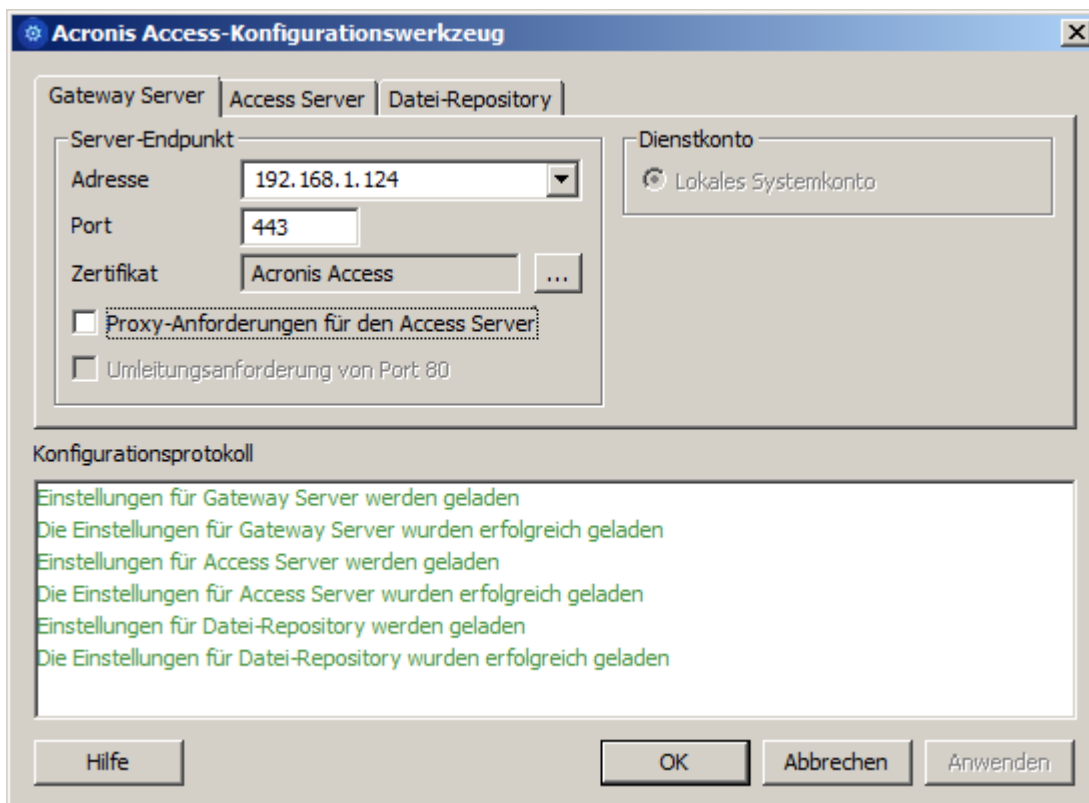 Acronis Access-Konfigurationswerkzeug
Gateway Server
Access Server
Datei-Repository
Server-Endpunkt
Adresse
192.168.1.124
Port
443
Zertifikat
Acronis Access
...
Proxy-Anforderungen für den Access Server
Umleitungsanforderung von Port 80
Dienstkonto
Lokales Systemkonto
Konfigurationsprotokoll
Einstellungen für Gateway Server werden geladen
Die Einstellungen für Gateway Server wurden erfolgreich geladen
Einstellungen für Access Server werden geladen
Die Einstellungen für Access Server wurden erfolgreich geladen
Einstellungen für Datei-Repository werden geladen
Die Einstellungen für Datei-Repository wurden erfolgreich geladen
Hilfe
OK
Abbrechen
Anwenden